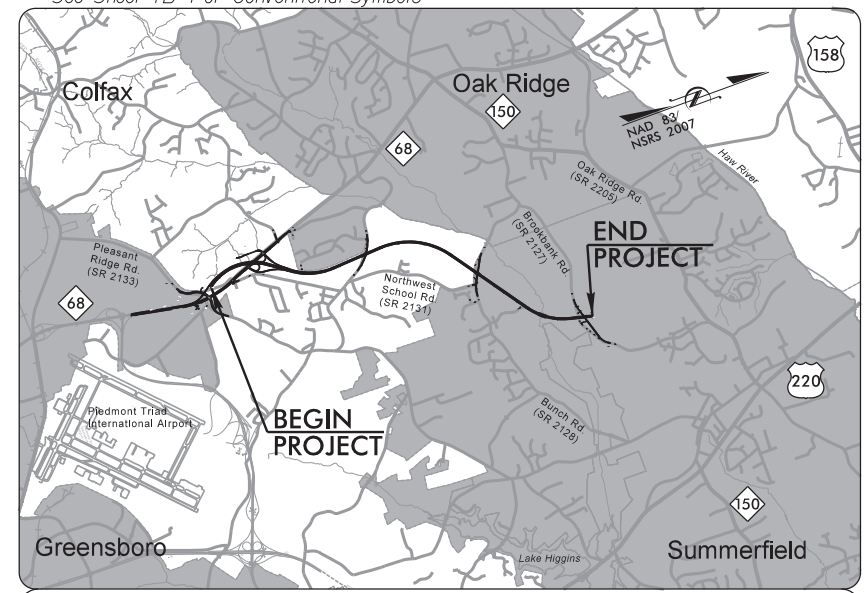 See Sheet 1B For Conventional Symbols
Colfax
Oak Ridge
158
150
68
NAD 83/
NSRS 2007
Haw River
Oak Ridge Rd.
(SR 2205)
Brookbank Rd
(SR 2127)
END
PROJECT
Pleasant
Ridge Rd.
(SR 2133)
Northwest
School Rd.
(SR 2131)
68
220
Piedmont Triad
International Aiport
BEGIN
PROJECT
Bunch Rd.
(SR 2128)
150
Greensboro
Lake Higgins
Summerfield